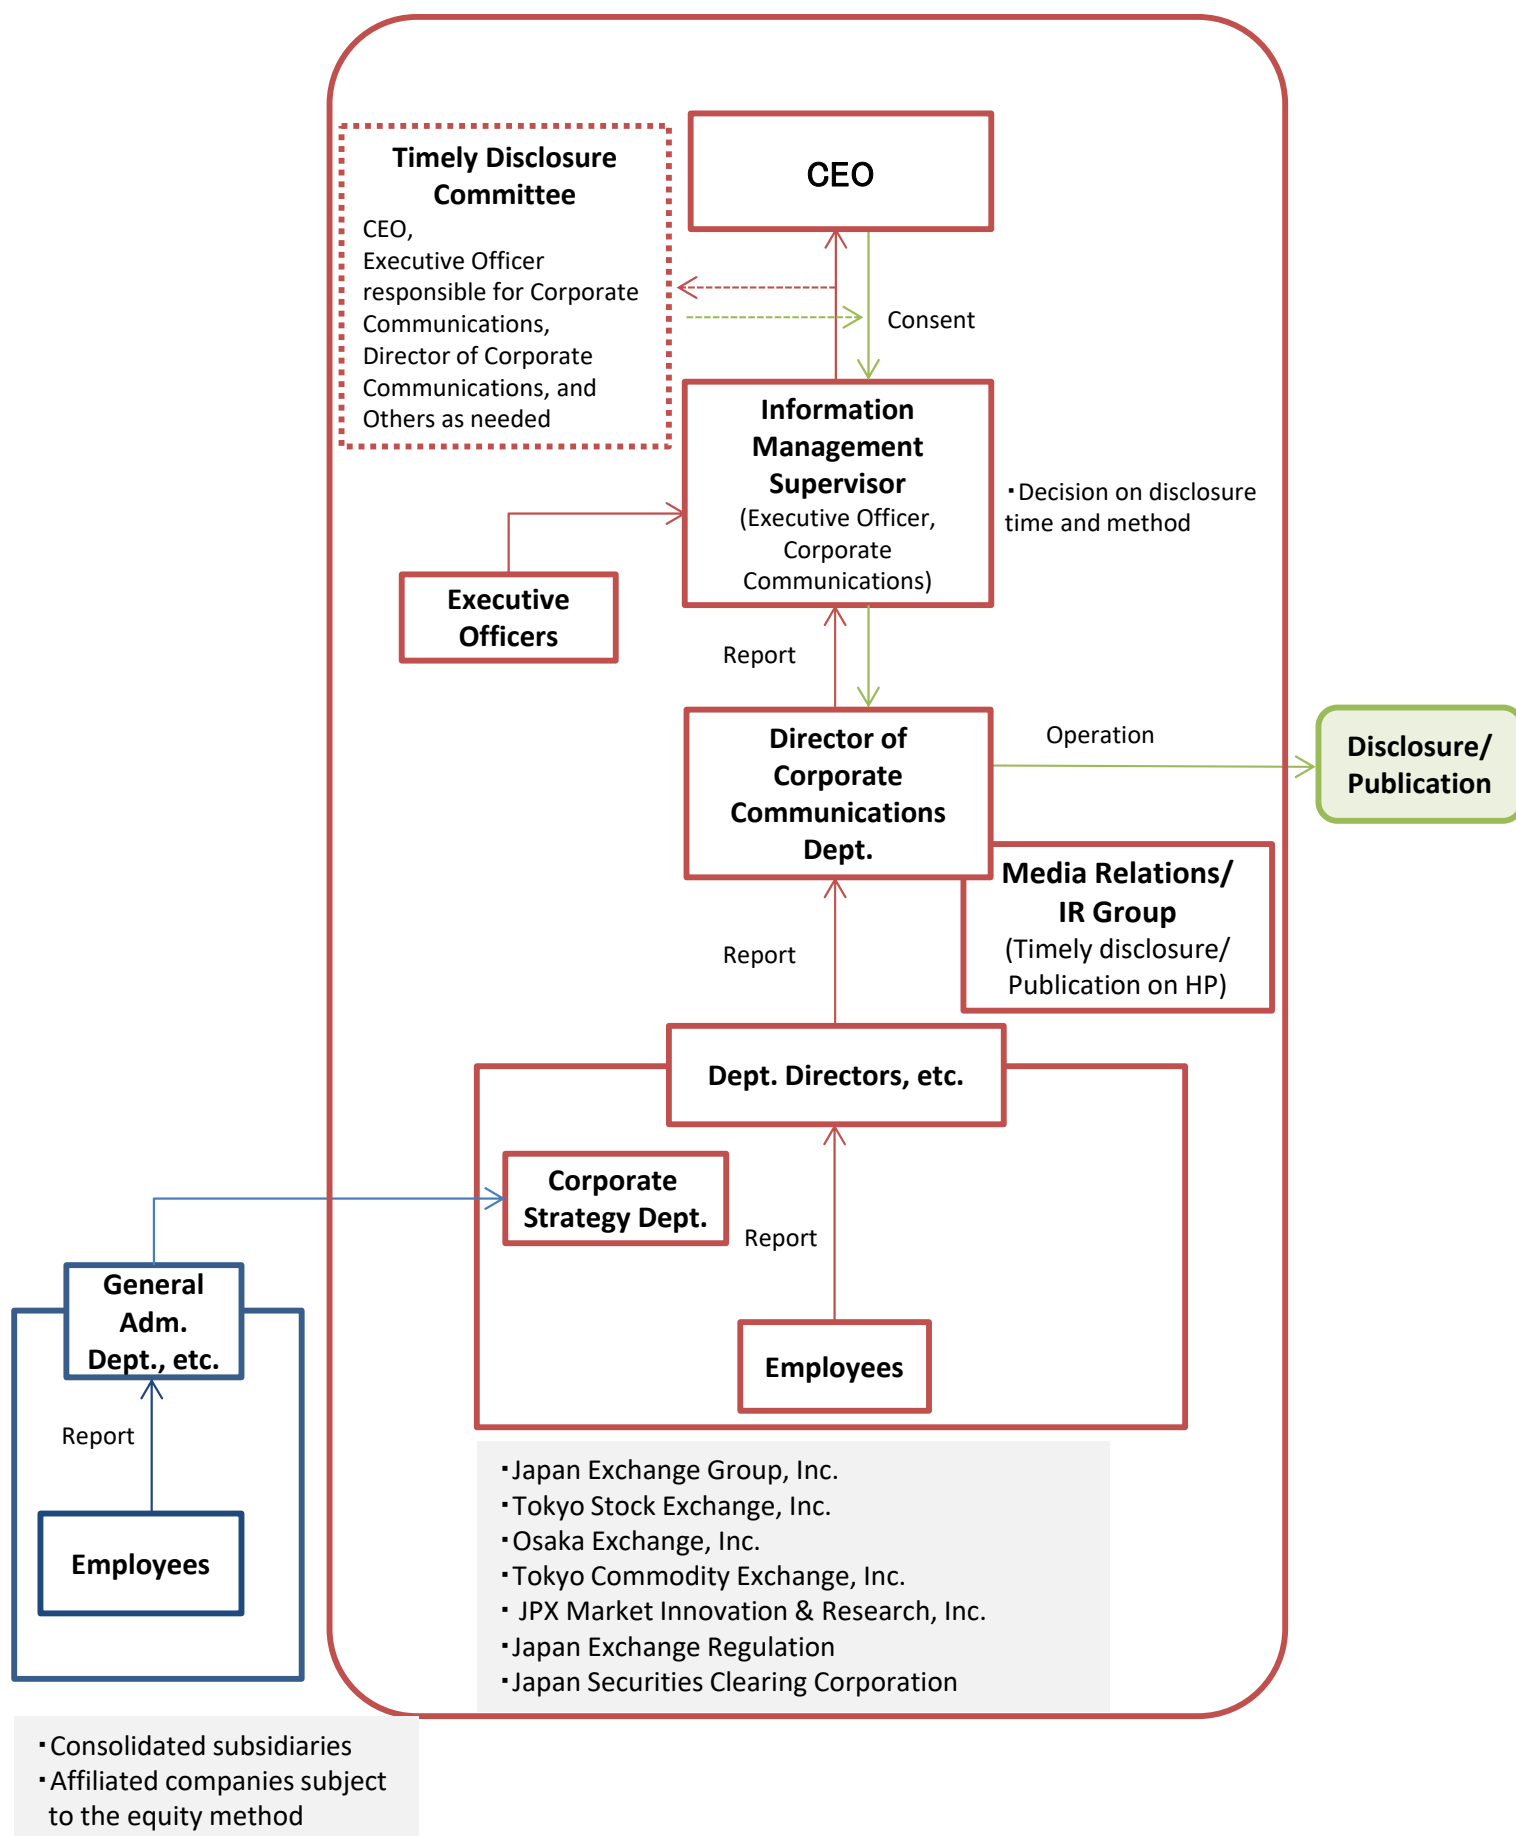 Timely Disclosure
Committee
CEO,
Executive Officer
responsible for Corporate
Communications,
Director of Corporate
Communications, and
Others as needed
CEO
Consent
Information
Management
Supervisor
(Executive Officer,
Corporate
Communications)
・Decision on disclosure
time and method
Executive
Officers
Report
Director of
Corporate
Communications
Dept.
Operation
Disclosure/
Publication
Media Relations/
IR Group
(Timely disclosure/
Publication on HP)
Report
Dept. Directors, etc.
Corporate
Strategy Dept.
Report
Employees
General
Adm.
Dept., etc.
Report
Employees
・Japan Exchange Group, Inc.
・Tokyo Stock Exchange, Inc.
・Osaka Exchange, Inc.
・Tokyo Commodity Exchange, Inc.
・ JPX Market Innovation & Research, Inc.
・Japan Exchange Regulation
・Japan Securities Clearing Corporation
・Consolidated subsidiaries
・Affiliated companies subject
to the equity method